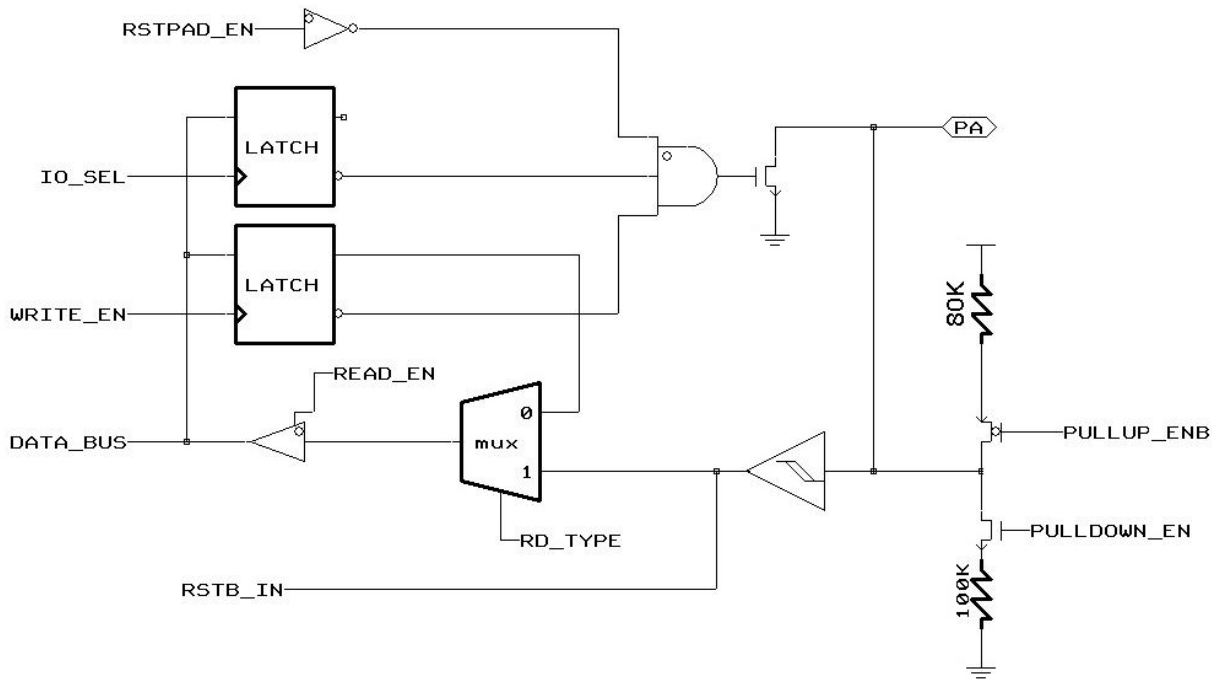 RSTPAD_EN
LATCH
PA
IO_SEL
LATCH
80K
WRITE_EN
READ_EN
0
PULLUP_ENB
DATA_BUS
mux
1
PULLDOWN_EN
RD_TYPE
100K
RSTB_IN